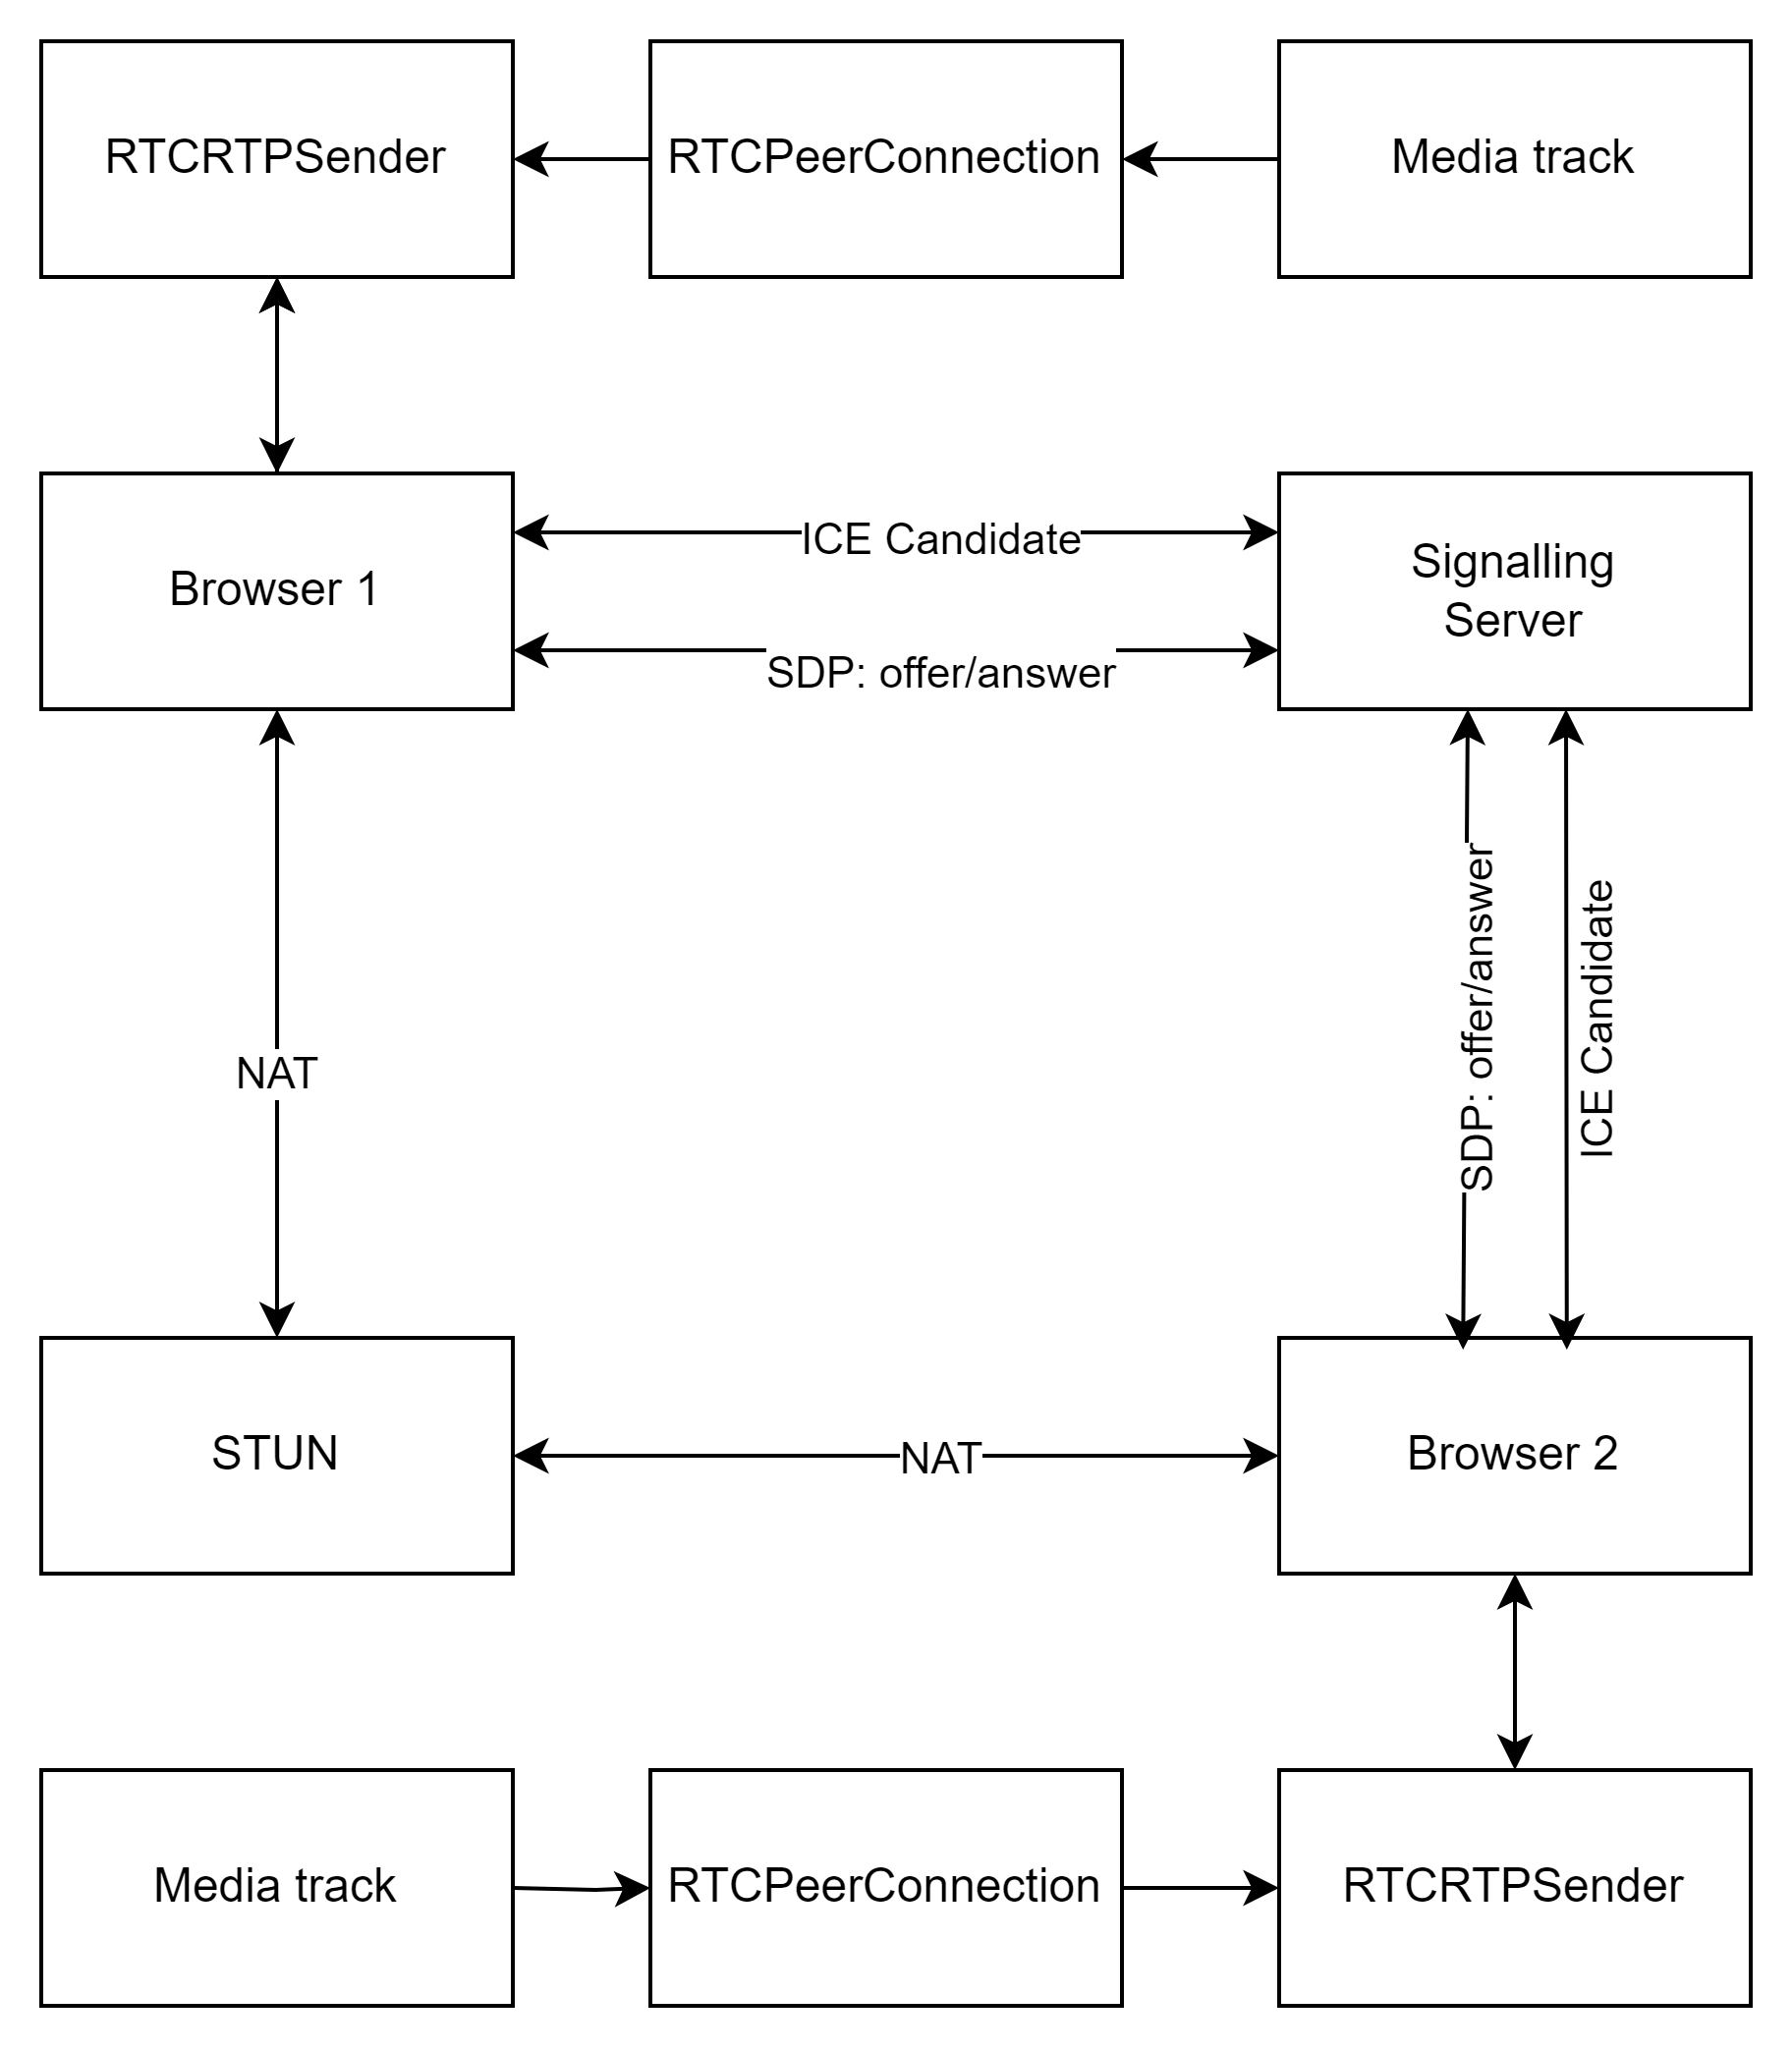 RTCRTPSender
RTCPeerConnection
Media track
Browser 1
ICE Candidate
SDP: offer/answer
Signalling
Server
NAT
SDP: offer/answer
ICE Candidate
STUN
NAT
Browser 2
Media track
RTCPeerConnection
RTCRTPSender